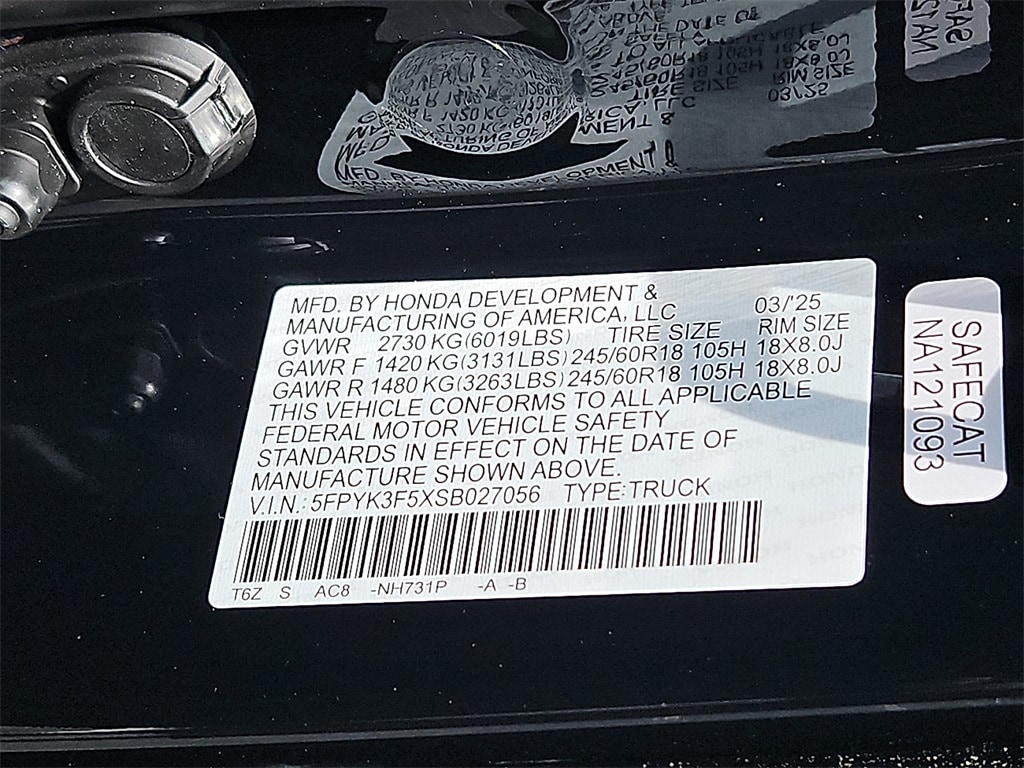 MFD. BY HONDA DEVELOPMENT &
MANUFACTURING OF AMERICA, LLC 03/'25
GVWR 2730 KG(6019LBS) TIRE SIZE RIM SIZE
GAWR F 1420 KG(3131LBS) 245/60R18 105H 18X8.0J
GAWR R 1480 KG(3263LBS) 245/60R18 105H 18X8.0J
THIS VEHICLE CONFORMS TO ALL APPLICABLE
FEDERAL MOTOR VEHICLE SAFETY
STANDARDS IN EFFECT ON THE DATE OF
MANUFACTURE SHOWN ABOVE.
V.I.N.: 5FPYK3F5XSB027056 TYPE:TRUCK
T6Z S AC8 -NH731P -A -B
SAFECAT
NA121093